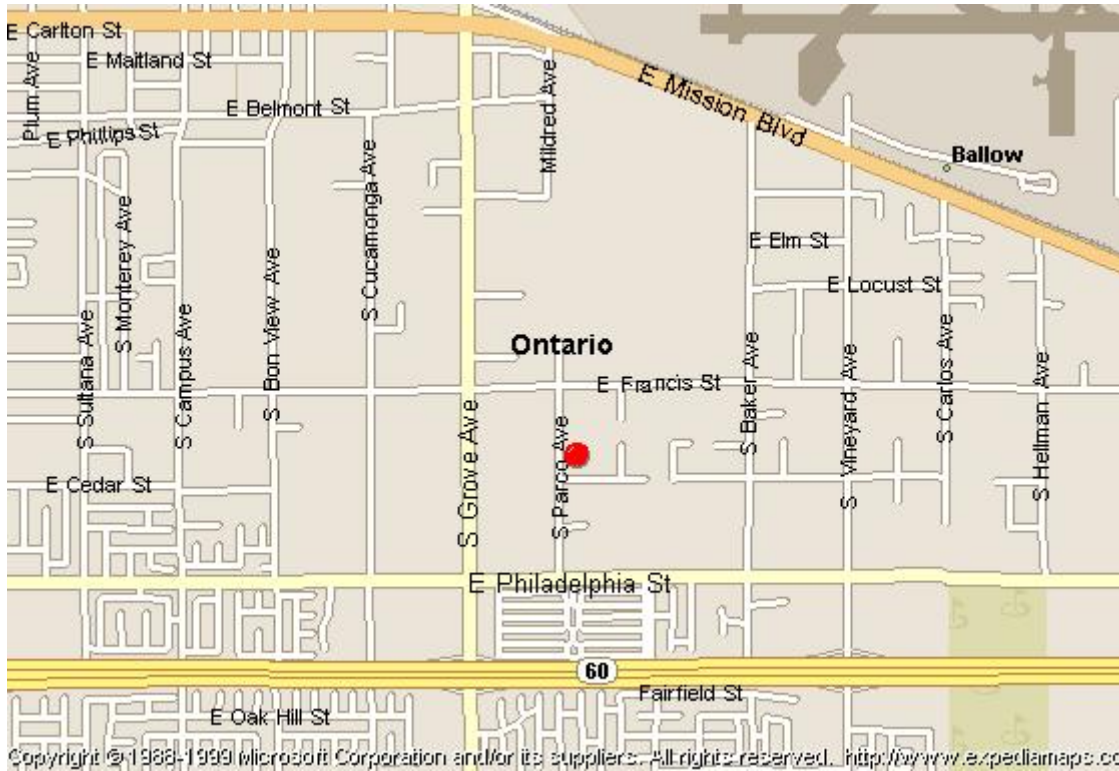 E Carlton St
E Maitland St
Plum Ave
E Belmont St
E Phillips St
Mildred Ave
E Mission Blvd
Ballow
S Monterey Ave
S Cucamonga Ave
S Bon View Ave
E Elm St
E Locust St
S Sultana Ave
S Campus Ave
Ontario
E Francis St
S Baker Ave
S Vineyard Ave
S Carlos Ave
S Hellman Ave
S Grove Ave
S Parco Ave
E Cedar St
E Philadelphia St
60
Fairfield St
E Oak Hill St
Copyright © 1988-1999 Microsoft Corporation and/or its suppliers. All rights reserved. http://www.expediamaps.c